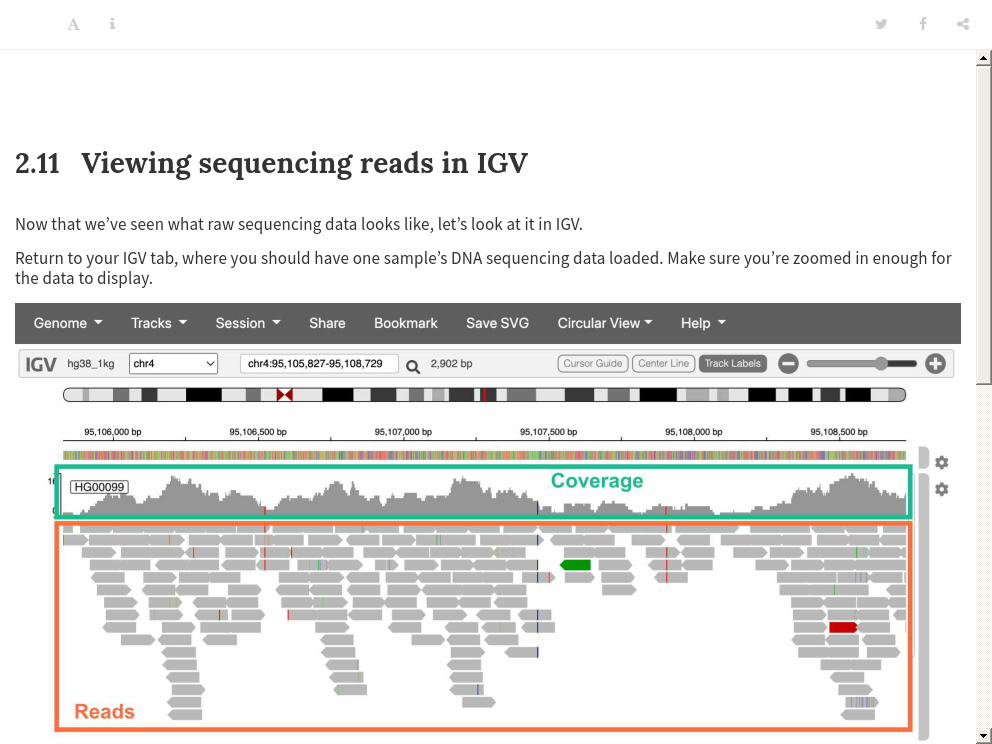 A i
2.11 Viewing sequencing reads in IGV
Now that we've seen what raw sequencing data looks like, let's look at it in IGV.
Return to your IGV tab, where you should have one sample's DNA sequencing data loaded. Make sure you're zoomed in enough for
the data to display.
Genome Tracks Session Share Bookmark Save SVG Circular View Help
IGV hg38_1kg chr4 chr4:95,105,827-95,108,729 2,902 bp Cursor Guide Center Line Track Labels
95,106,000 bp 95,106,500 bp 95,107,000 bp 95,107,500 bp 95,108,000 bp 95,108,500 bp
HG00099
Coverage
Reads